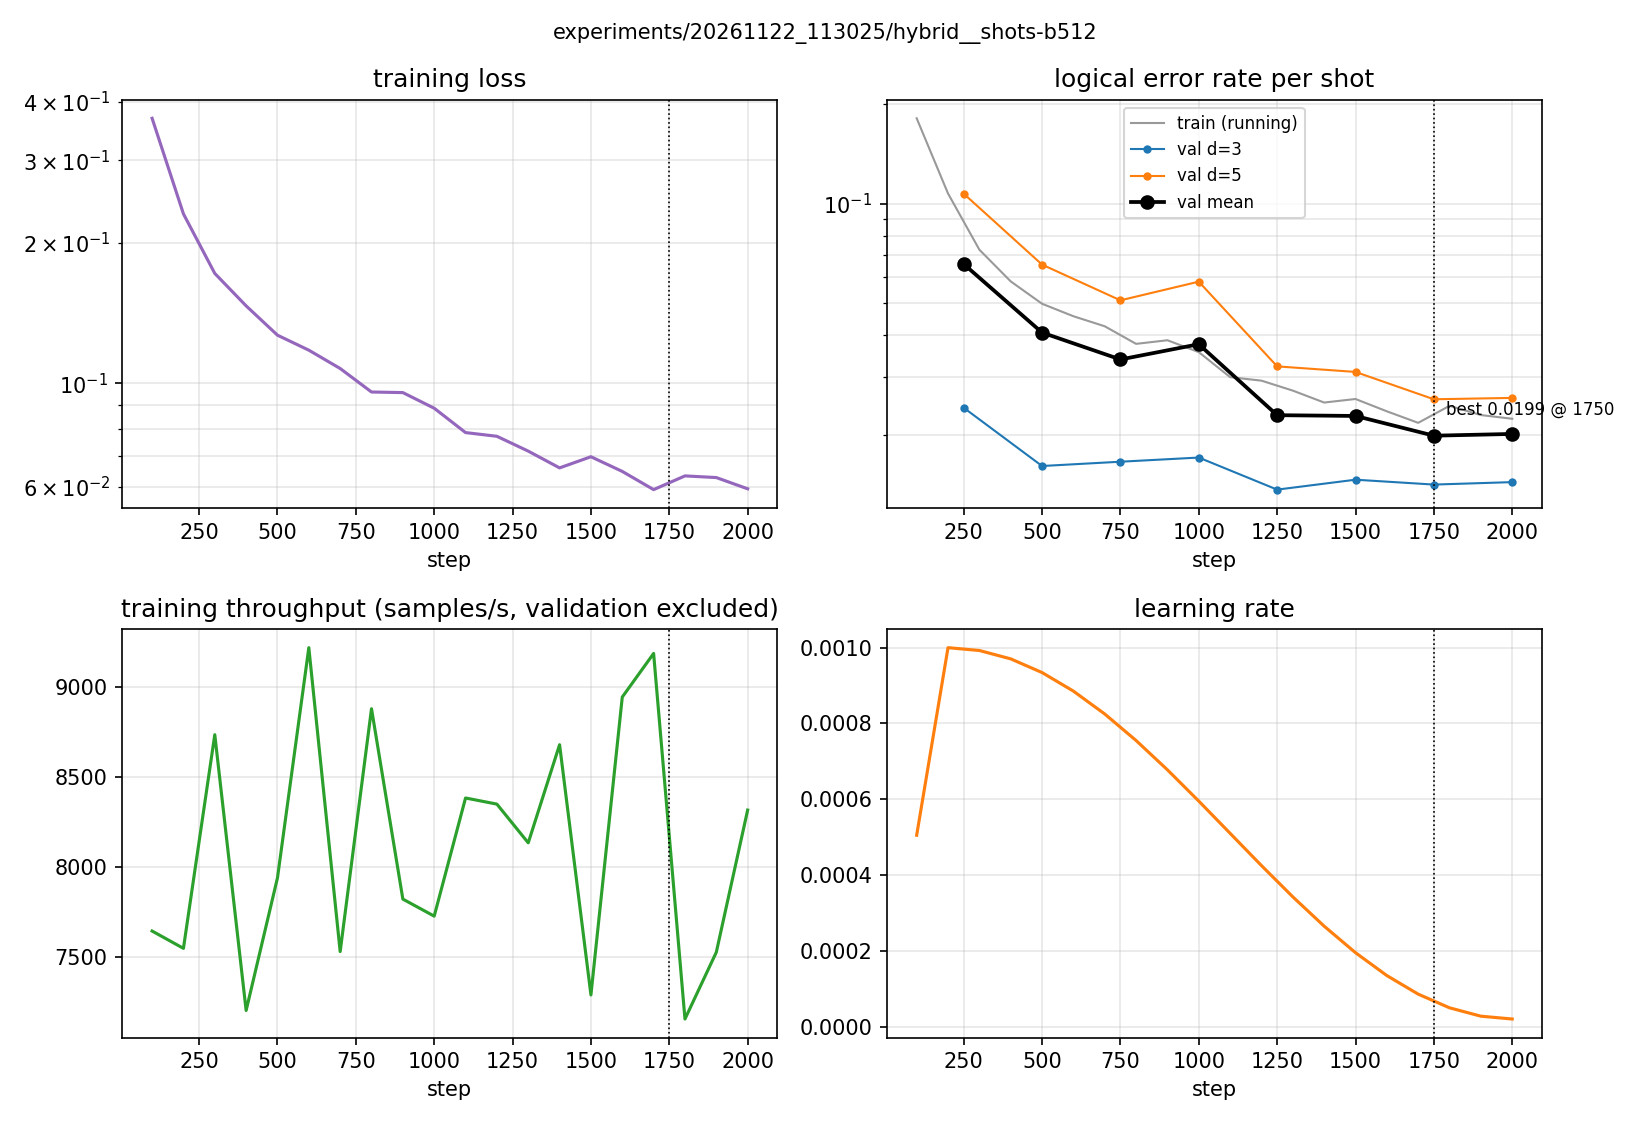 experiments/20261122_113025/hybrid__shots-b512
training loss
4 × 10⁻¹
3 × 10⁻¹
2 × 10⁻¹
10⁻¹
6 × 10⁻²
250 500 750 1000 1250 1500 1750 2000
step
logical error rate per shot
train (running)
val d=3
val d=5
val mean
10⁻¹
best 0.0199 @ 1750
250 500 750 1000 1250 1500 1750 2000
step
training throughput (samples/s, validation excluded)
9000
8500
8000
7500
250 500 750 1000 1250 1500 1750 2000
step
learning rate
0.0010
0.0008
0.0006
0.0004
0.0002
0.0000
250 500 750 1000 1250 1500 1750 2000
step